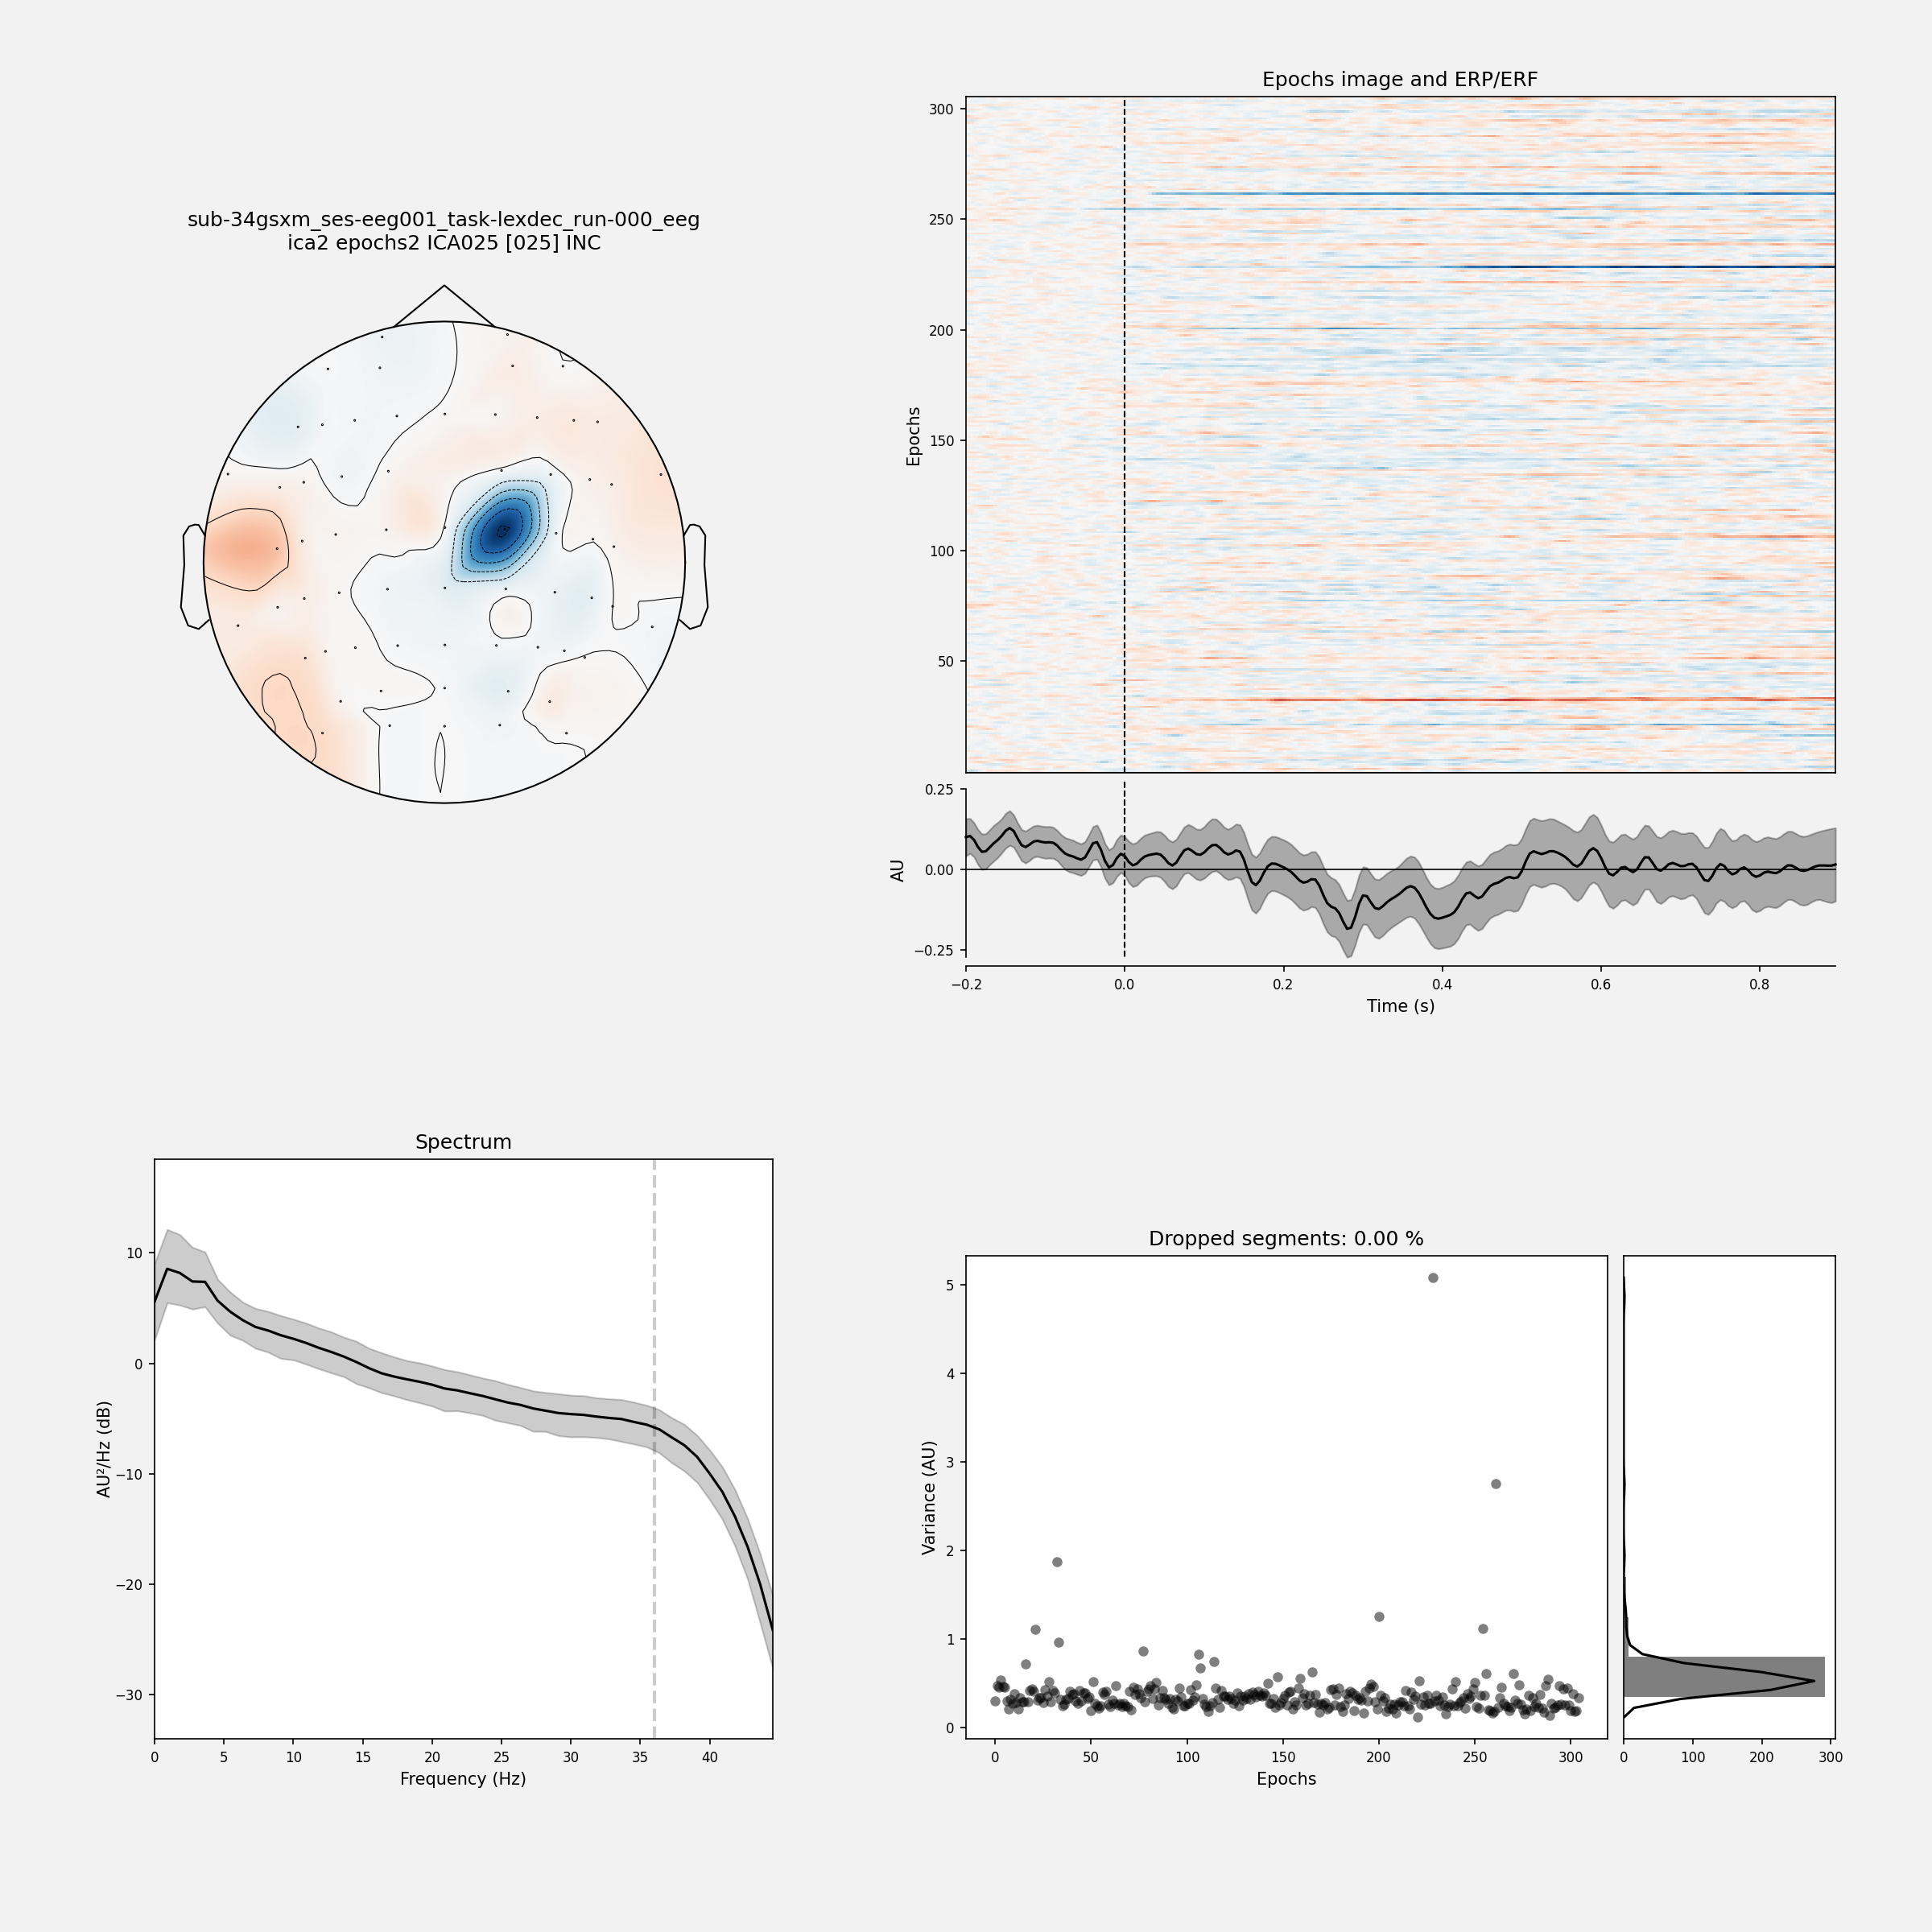 sub-34gsxm_ses-eeg001_task-lexdec_run-000_eeg
ica2 epochs2 ICA025 [025] INC
Epochs image and ERP/ERF
300
250
200
150
100
50
Epochs
0.25
0.00
−0.25
AU
−0.2 0.0 0.2 0.4 0.6 0.8
Time (s)
Spectrum
10
0
−10
−20
−30
AU²/Hz (dB)
0 5 10 15 20 25 30 35 40
Frequency (Hz)
Dropped segments: 0.00 %
5
4
3
2
1
0
Variance (AU)
0 50 100 150 200 250 300
Epochs
0 100 200 300